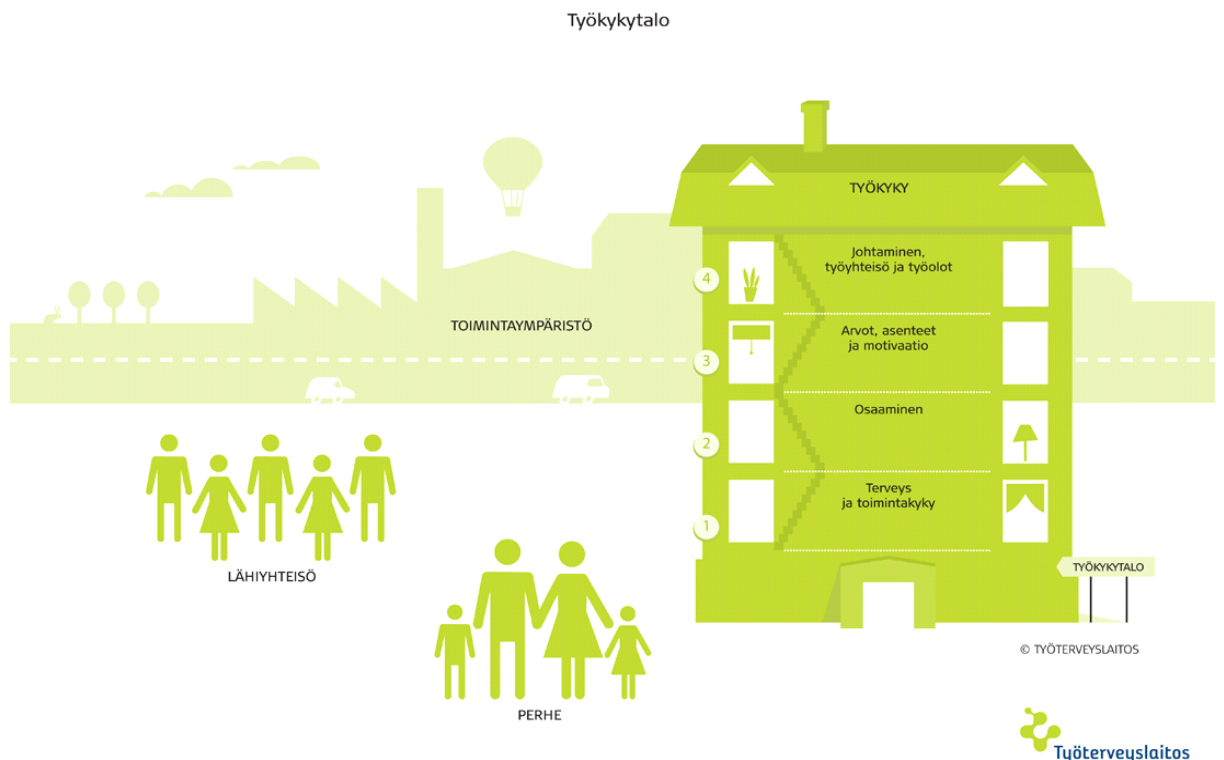 Työkykytalo
TYÖKYKY
4
Johtaminen,
työyhteisö ja työolot
TOIMINTAYMPÄRISTÖ
3
Arvot, asenteet
ja motivaatio
2
Osaaminen
1
Terveys
ja toimintakyky
LÄHIYHTEISÖ
TYÖKYKYTALO
© TYÖTERVEYSLAITOS
PERHE
Työterveyslaitos